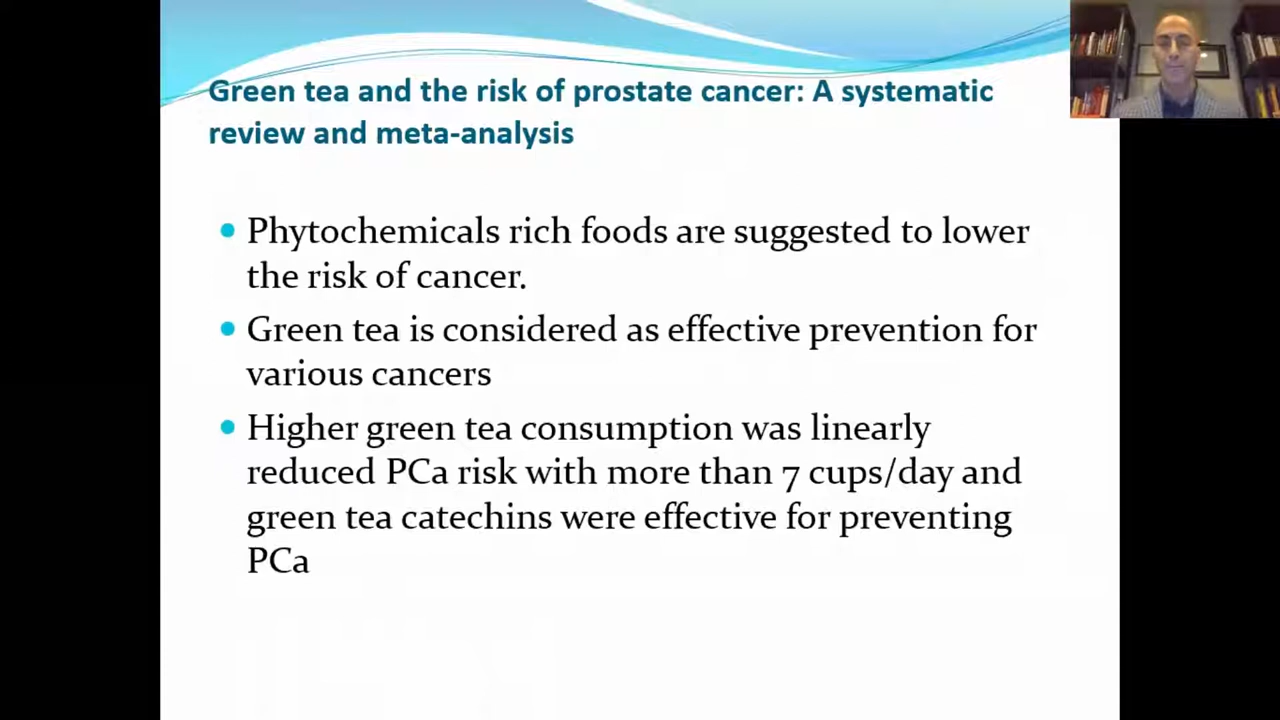 Green tea and the risk of prostate cancer: A systematic
review and meta-analysis
• Phytochemicals rich foods are suggested to lower
the risk of cancer.
• Green tea is considered as effective prevention for
various cancers
• Higher green tea consumption was linearly
reduced PCa risk with more than 7 cups/day and
green tea catechins were effective for preventing
PCa